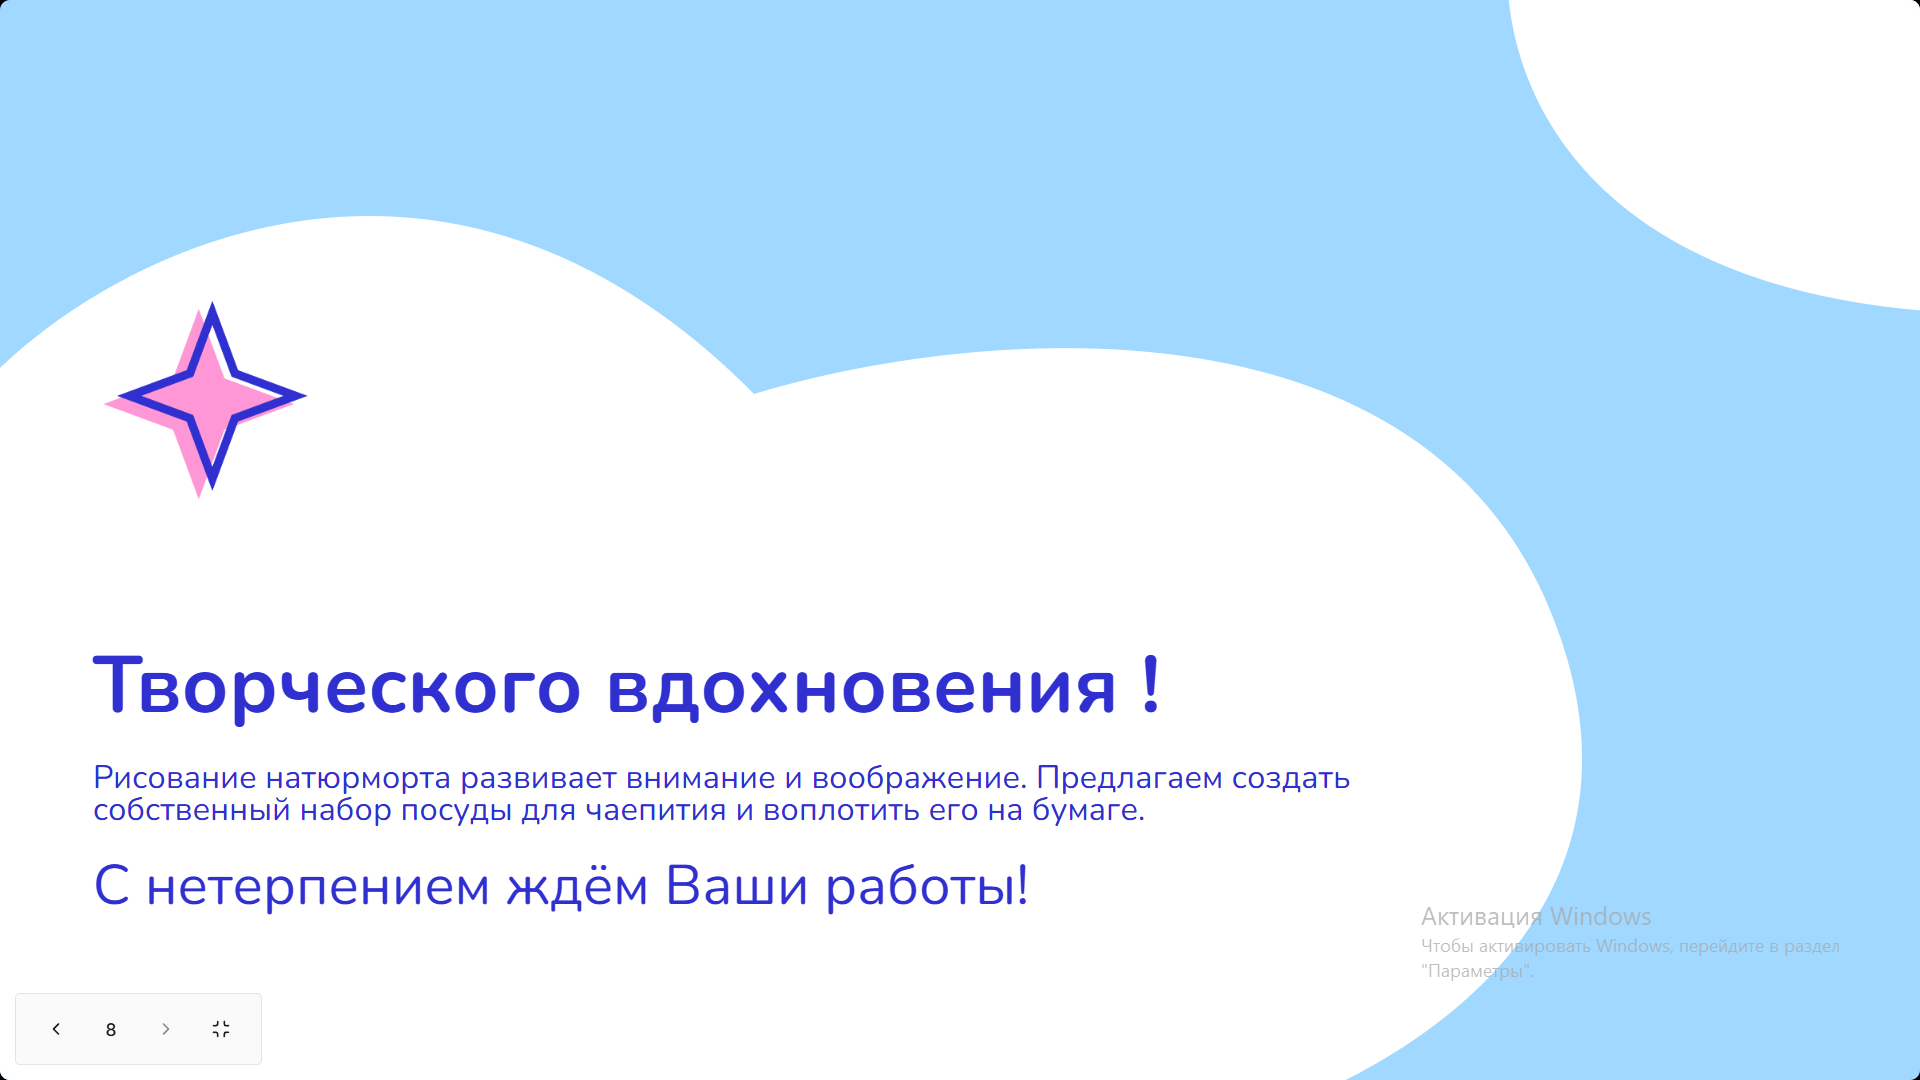 Творческого вдохновения !
Рисование натюрморта развивает внимание и воображение. Предлагаем создать
собственный набор посуды для чаепития и воплотить его на бумаге.
С нетерпением ждём Ваши работы!
Активация Windows
Чтобы активировать Windows, перейдите в раздел
"Параметры".
8